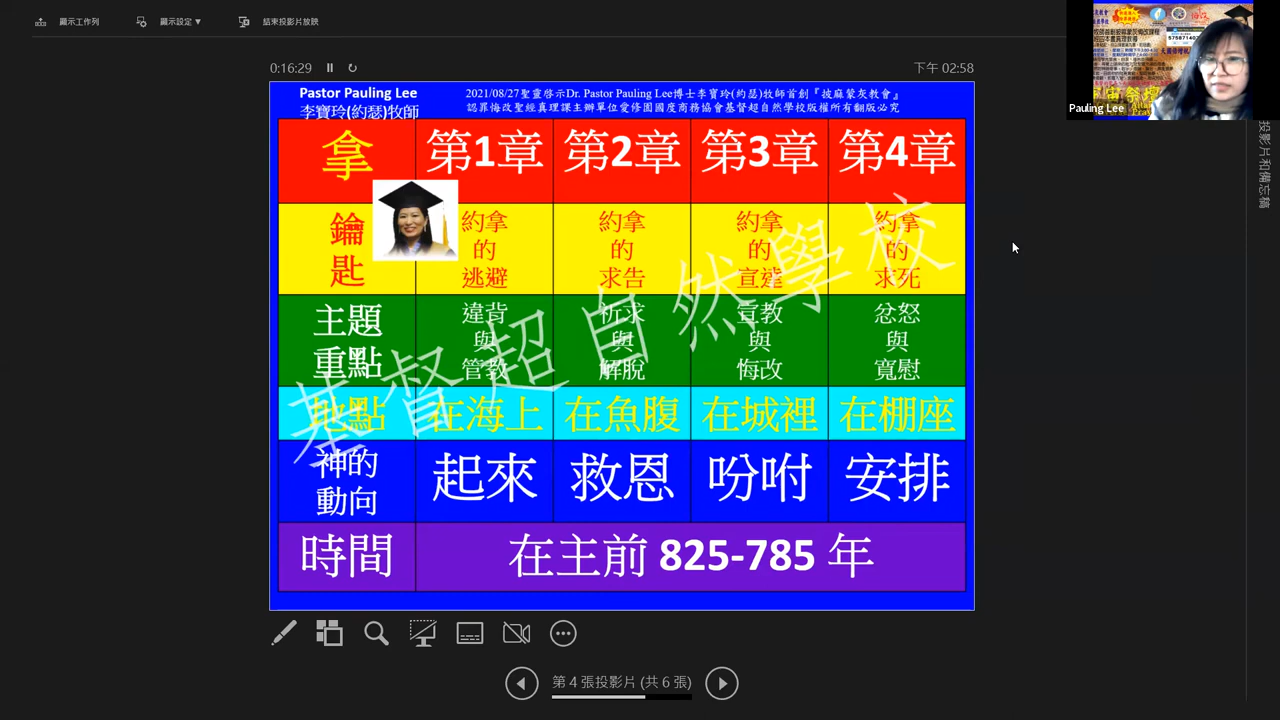 顯示工作列
顯示設定 ▼
結束投影片放映
0:16:29
下午 02:58
Pauling Lee
投影片和備忘稿
Pastor Pauling Lee
李寶玲(約瑟)牧師
2021/08/27聖靈啓示Dr. Pastor Pauling Lee博士李寶玲(約瑟)牧師首創『披麻蒙灰教會』
認罪悔改聖經真理課主辦單位愛修園國度商務協會基督超自然學校版權所有翻版必究
拿
第1章
第2章
第3章
第4章
鑰
匙
約拿
的
逃避
約拿
的
求告
約拿
的
宣達
約拿
的
求死
主題
重點
違背
與
管教
祈求
與
解脫
宣教
與
悔改
忿怒
與
寬慰
地點
在海上
在魚腹
在城裡
在棚座
神的
動向
起來
救恩
吩咐
安排
時間
在主前 825-785 年
基督超自然學校
第 4 張投影片 (共 6 張)